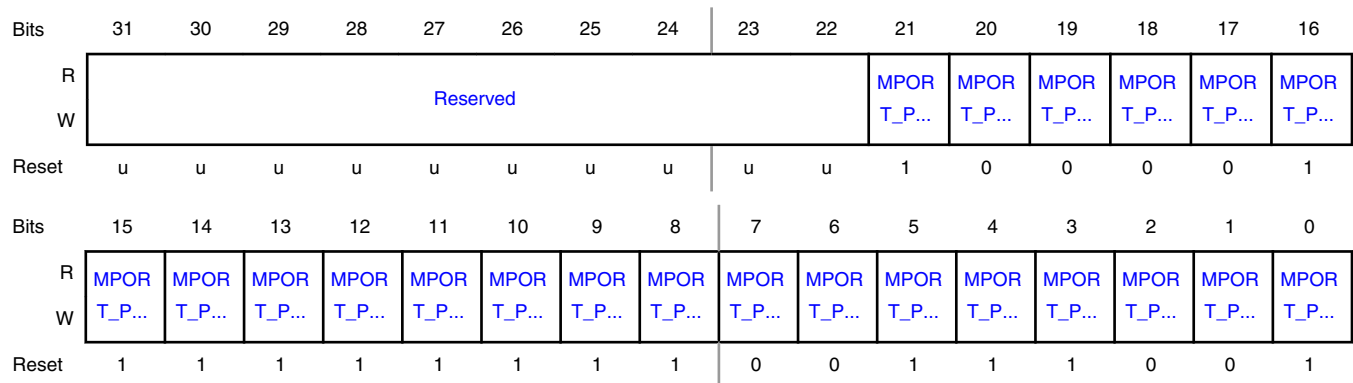 Bits 31 30 29 28 27 26 25 24 23 22 21 20 19 18 17 16
R
Reserved
MPOR MPOR MPOR MPOR MPOR MPOR
T_P... T_P... T_P... T_P... T_P... T_P...
W
Reset u u u u u u u u u u 1 0 0 0 0 1
Bits 15 14 13 12 11 10 9 8 7 6 5 4 3 2 1 0
R MPOR MPOR MPOR MPOR MPOR MPOR MPOR MPOR MPOR MPOR MPOR MPOR MPOR MPOR MPOR MPOR
W T_P... T_P... T_P... T_P... T_P... T_P... T_P... T_P... T_P... T_P... T_P... T_P... T_P... T_P... T_P... T_P...
Reset 1 1 1 1 1 1 1 1 0 0 1 1 1 0 0 1